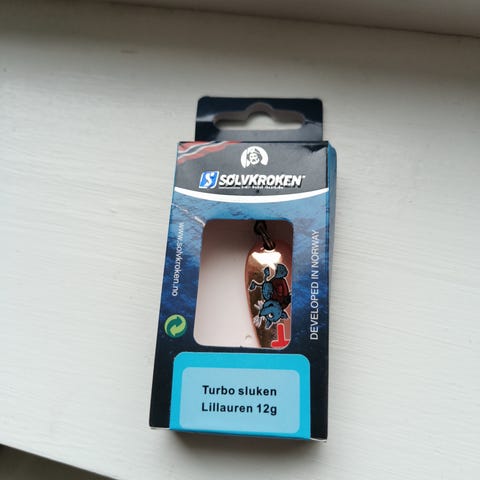 SØLVKROKEN
www.solvkroken.no
DEVELOPED IN NORWAY
Turbo sluken
Lillauren 12g